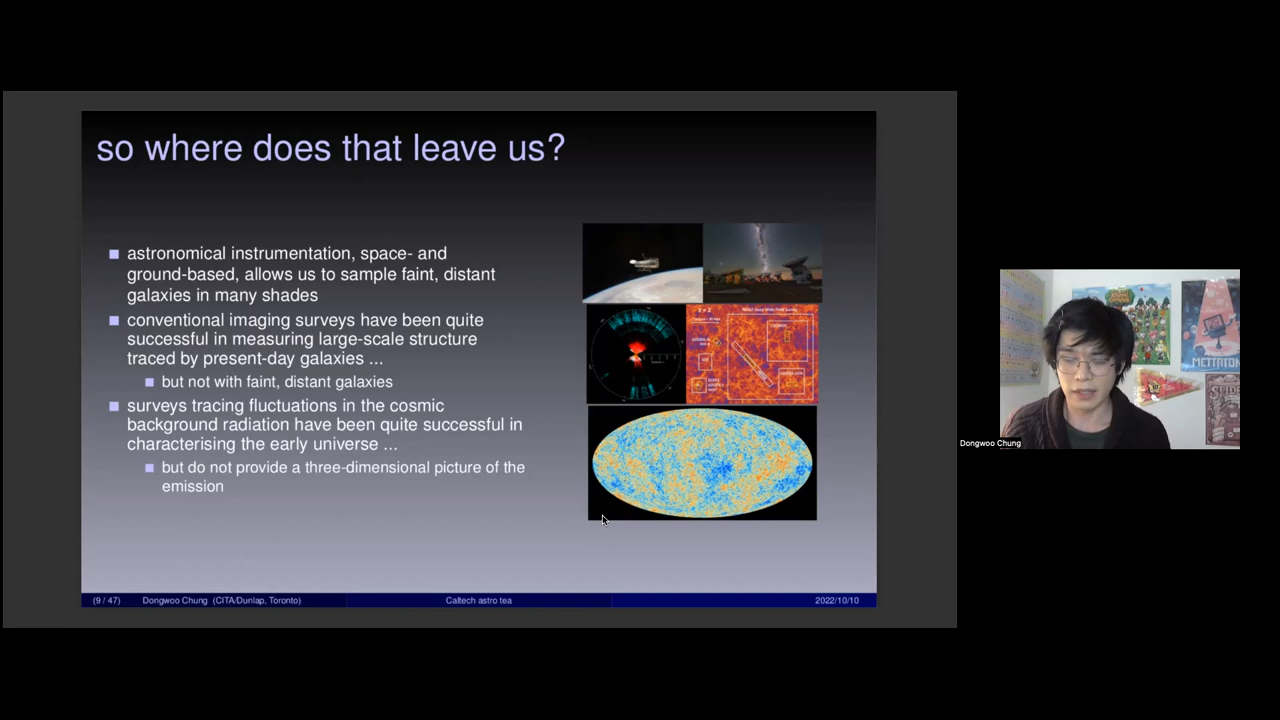 so where does that leave us?
astronomical instrumentation, space- and
ground-based, allows us to sample faint, distant
galaxies in many shades
conventional imaging surveys have been quite
successful in measuring large-scale structure
traced by present-day galaxies ...
but not with faint, distant galaxies
surveys tracing fluctuations in the cosmic
background radiation have been quite successful in
characterising the early universe ...
but do not provide a three-dimensional picture of the
emission
(9 / 47)
Dongwoo Chung (CITA/Dunlap, Toronto)
Caltech astro tea
2022/10/10
METTATON
Dongwoo Chung